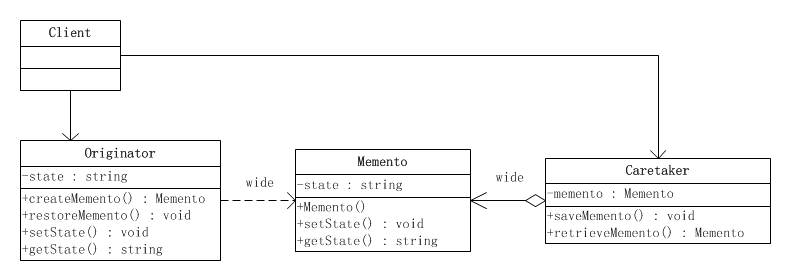 Client
Originator
-state : string
+createMemento() : Memento
+restoreMemento() : void
+setState() : void
+getState() : string
wide
Memento
-state : string
+Memento()
+setState() : void
+getState() : string
wide
Caretaker
-memento : Memento
+saveMemento() : void
+retrieveMemento() : Memento